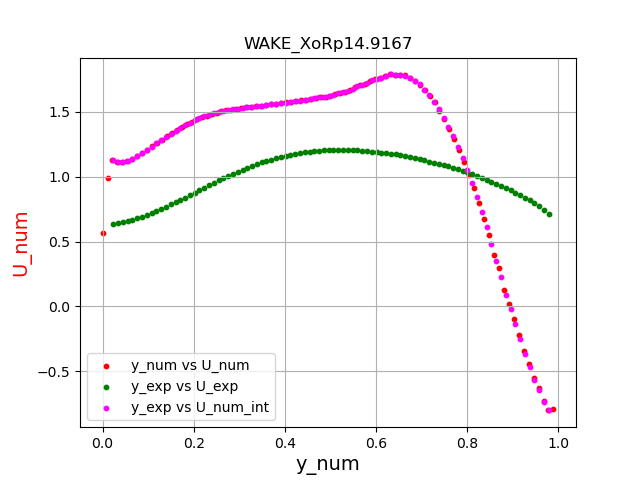 WAKE_XoRp14.9167
U_num
1.5
1.0
0.5
0.0
−0.5
y_num vs U_num
y_exp vs U_exp
y_exp vs U_num_int
0.0 0.2 0.4 0.6 0.8 1.0
y_num